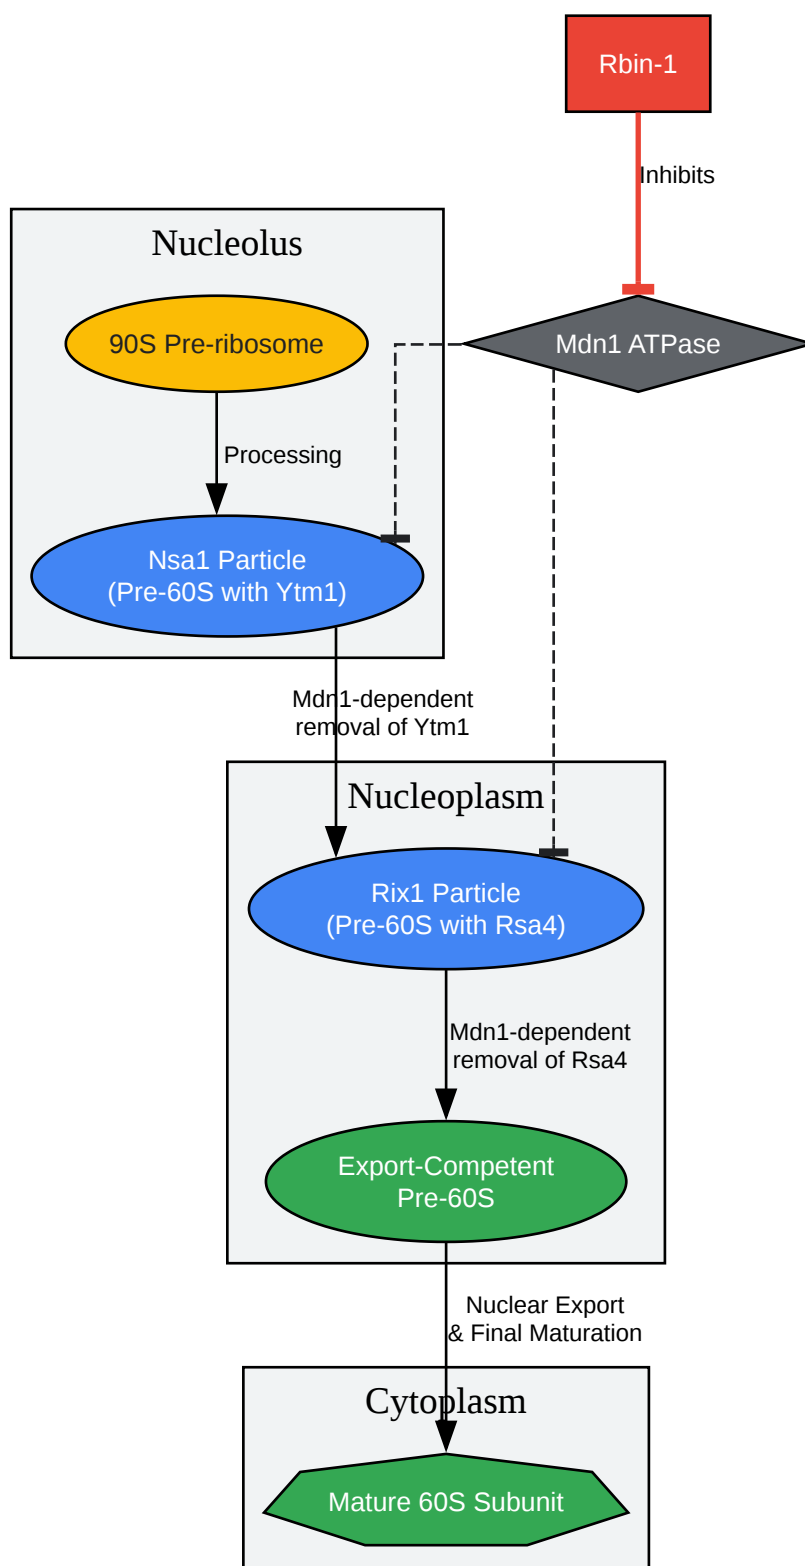 Rbin-1
Inhibits
Nucleolus
90S Pre-ribosome
Mdn1 ATPase
Processing
Nsa1 Particle
(Pre-60S with Ytm1)
Mdn1-dependent
removal of Ytm1
Nucleoplasm
Rix1 Particle
(Pre-60S with Rsa4)
Mdn1-dependent
removal of Rsa4
Export-Competent
Pre-60S
Nuclear Export
& Final Maturation
Cytoplasm
Mature 60S Subunit